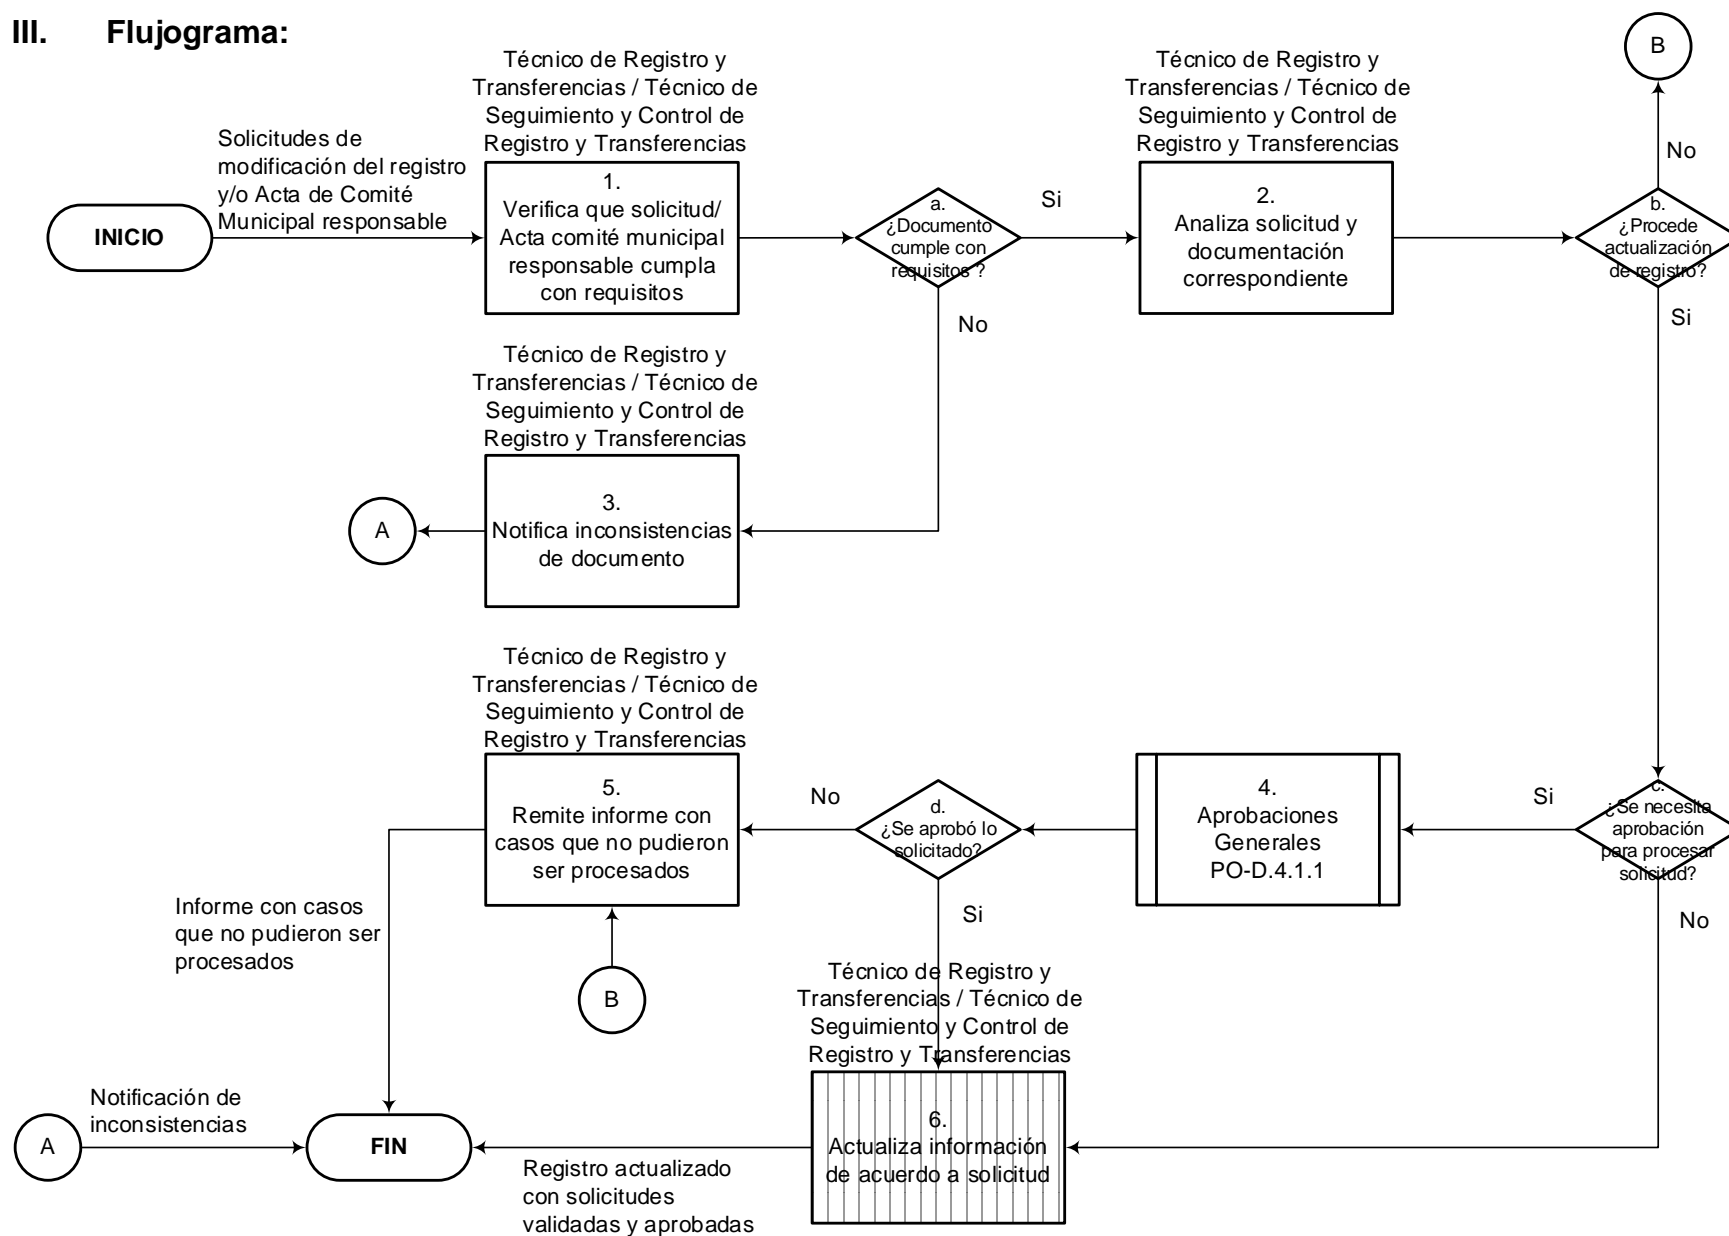 III. Flujograma:
B
Técnico de Registro y
Transferencias / Técnico de
Seguimiento y Control de
Registro y Transferencias
Técnico de Registro y
Transferencias / Técnico de
Seguimiento y Control de
Registro y Transferencias
Solicitudes de
modificación del registro
y/o Acta de Comité
Municipal responsable
INICIO
1.
Verifica que solicitud/
Acta comité municipal
responsable cumpla
con requisitos
a.
¿Documento
cumple con
requisitos ?
Si
No
2.
Analiza solicitud y
documentación
correspondiente
No
b.
¿Procede
actualización
de registro?
Si
Técnico de Registro y
Transferencias / Técnico de
Seguimiento y Control de
Registro y Transferencias
A
3.
Notifica inconsistencias
de documento
Técnico de Registro y
Transferencias / Técnico de
Seguimiento y Control de
Registro y Transferencias
5.
Remite informe con
casos que no pudieron
ser procesados
No
d.
¿Se aprobó lo
solicitado?
Si
4.
Aprobaciones
Generales
PO-D.4.1.1
Si
c.
¿Se necesita
aprobación
para procesar
solicitud?
No
Informe con casos
que no pudieron ser
procesados
B
Técnico de Registro y
Transferencias / Técnico de
Seguimiento y Control de
Registro y Transferencias
A
Notificación de
inconsistencias
FIN
Registro actualizado
con solicitudes
validadas y aprobadas
6.
Actualiza información
de acuerdo a solicitud